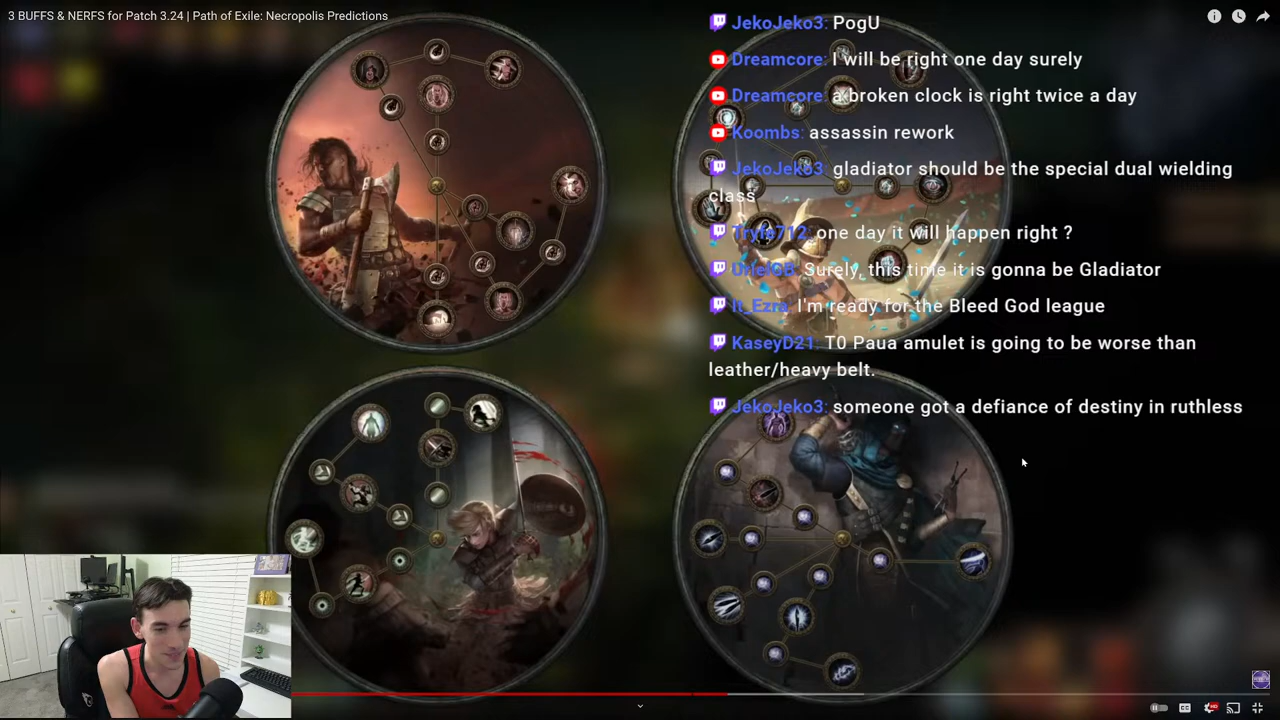 3 BUFFS & NERFS for Patch 3.24 | Path of Exile: Necropolis Predictions
JekoJeko3: PogU
Dreamcore: I will be right one day surely
Dreamcore: a broken clock is right twice a day
Koombs: assassin rework
JekoJeko3: gladiator should be the special dual wielding
class
Tryfe712: one day it will happen right ?
UrielGB: Surely, this time it is gonna be Gladiator
It_Ezra: I'm ready for the Bleed God league
KaseyD21: T0 Paua amulet is going to be worse than
leather/heavy belt.
JekoJeko3: someone got a defiance of destiny in ruthless